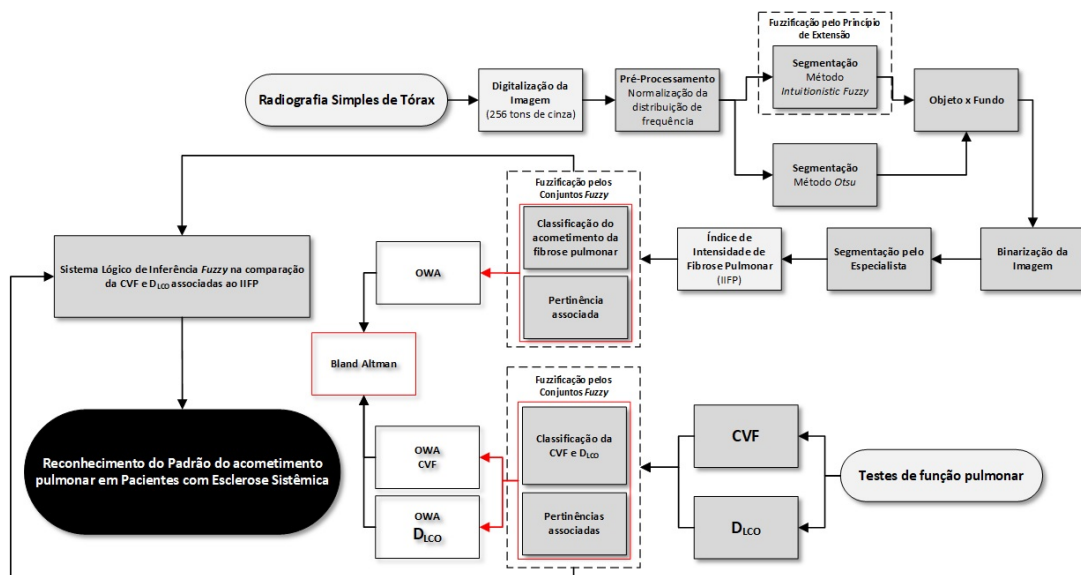 Fuzzificação pelo Princípio
de Extensão
Radiografia Simples de Tórax
Digitalização da
Imagem
(256 tons de cinza)
Pré-Processamento
Normalização da
distribuição de
frequência
Segmentação
Método
Intuitionistic Fuzzy
Objeto x Fundo
Segmentação
Método Otsu
Fuzzificação pelos
Conjuntos Fuzzy
Classificação do
acometimento da
fibrose pulmonar
Pertinência
associada
Índice de
Intensidade de
Fibrose Pulmonar
(IIFP)
Segmentação pelo
Especialista
Binarização da
Imagem
Sistema Lógico de Inferência Fuzzy na comparação
da CVF e DLCO associadas ao IIFP
OWA
Bland Altman
Fuzzificação pelos
Conjuntos Fuzzy
Classificação da
CVF e DLCO
Pertinências
associadas
OWA
CVF
OWA
DLCO
CVF
DLCO
Testes de função pulmonar
Reconhecimento do Padrão do acometimento
pulmonar em Pacientes com Esclerose Sistêmica